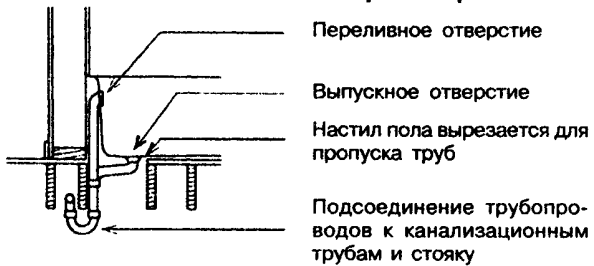 Переливное отверстие
Выпускное отверстие
Настил пола вырезается для
пропуска труб
Подсоединение трубопро-
водов к канализационным
трубам и стояку